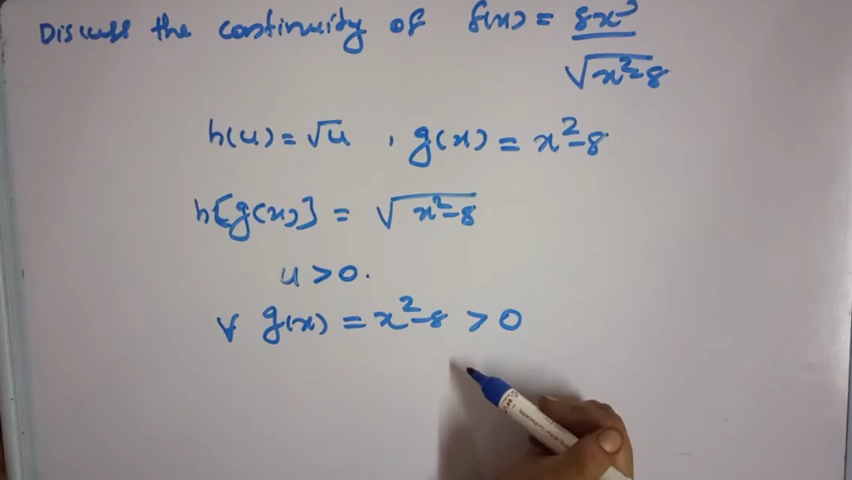 Discuss the continuity of f(x) = 8x³ / √(x²-8)
h(u) = √u , g(x) = x²-8
h[g(x)] = √(x²-8)
u > 0.
∀ g(x) = x²-8 > 0